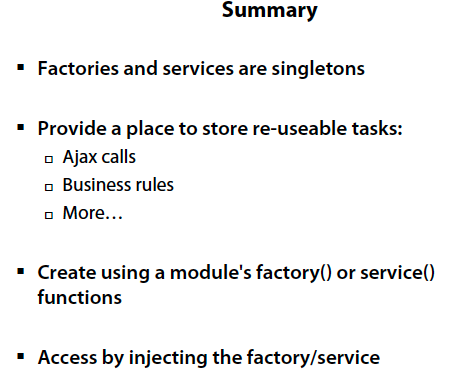 Summary
▪ Factories and services are singletons
▪ Provide a place to store re-useable tasks:
▫ Ajax calls
▫ Business rules
▫ More…
▪ Create using a module's factory() or service()
functions
▪ Access by injecting the factory/service